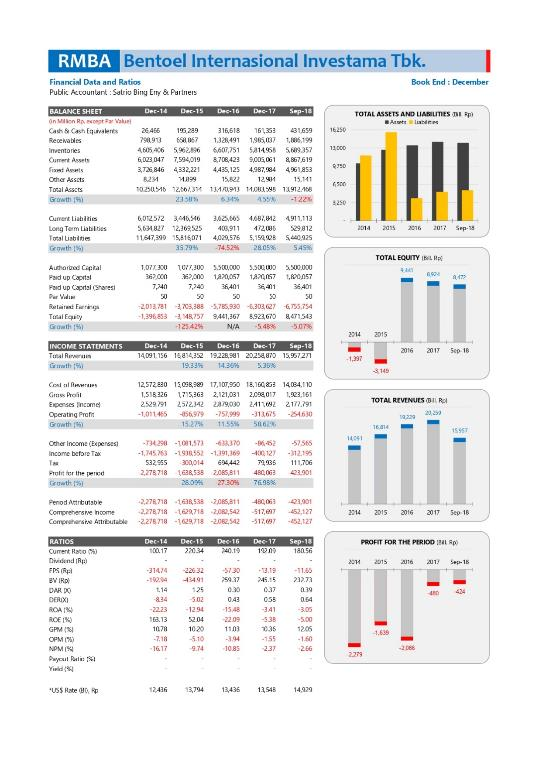 RMBA Bentoel Internasional Investama Tbk.
Financial Data and Ratios Book End : December
Public Accountant : Satrio Bing Eny & Partners
BALANCE SHEET Dec-14 Dec-15 Dec-16 Dec-17 Sep-18
(in Million Rp, except Par Value)
Cash & Cash Equivalents 26,466 195,289 316,618 161,353 431,659
Receivables 798,913 658,867 1,328,491 1,985,037 1,886,199
Inventories 4,605,406 5,962,896 6,607,751 5,814,958 5,689,357
Current Assets 6,023,047 7,594,019 8,708,423 9,005,061 8,867,619
Fixed Assets 3,726,846 4,332,421 4,435,125 4,987,984 4,951,853
Other Assets 8,234 14,899 15,822 12,984 15,141
Total Assets 10,250,546 12,667,314 13,470,943 14,083,598 13,912,468
Growth (%) 23.58% 6.34% 4.55% -1.22%
Current Liabilities 6,012,572 3,446,546 3,625,665 4,687,842 4,911,113
Long Term Liabilities 5,634,827 12,369,525 403,911 472,086 529,812
Total Liabilities 11,647,399 15,816,071 4,029,576 5,159,928 5,440,925
Growth (%) 35.79% -74.52% 28.05% 5.45%
Authorized Capital 1,077,300 1,077,300 5,500,000 5,500,000 5,500,000
Paid up Capital 362,000 362,000 1,820,057 1,820,057 1,820,057
Paid up Capital (Shares) 7,240 7,240 36,401 36,401 36,401
Par Value 50 50 50 50 50
Retained Earnings -2,013,781 -3,703,388 -5,785,930 -6,303,627 -6,755,754
Total Equity -1,396,853 -3,148,757 9,441,367 8,923,670 8,471,543
Growth (%) -125.42% N/A -5.48% -5.07%
INCOME STATEMENTS Dec-14 Dec-15 Dec-16 Dec-17 Sep-18
Total Revenues 14,091,156 16,814,352 19,228,981 20,258,870 15,957,271
Growth (%) 19.33% 14.36% 5.36%
Cost of Revenues 12,572,830 15,098,989 17,107,950 18,160,853 14,034,110
Gross Profit 1,518,326 1,715,363 2,121,031 2,098,017 1,923,161
Expenses (Income) 2,529,791 2,572,342 2,879,030 2,411,692 2,177,791
Operating Profit -1,011,465 -856,979 -757,999 -313,675 -254,630
Growth (%) 15.27% 11.55% 58.62%
Other Income (Expenses) -734,298 -1,081,573 -633,370 -86,452 -57,565
Income before Tax -1,745,763 -1,938,552 -1,391,369 -400,127 -312,195
Tax 532,955 -300,014 694,442 79,936 111,706
Profit for the period -2,278,718 -1,638,538 -2,085,811 -480,063 -423,901
Growth (%) 28.09% 27.30% 76.98%
Period Attributable -2,278,718 -1,638,538 -2,085,811 -480,063 -423,901
Comprehensive Income -2,278,718 -1,629,718 -2,082,542 -517,697 -452,127
Comprehensive Attributable -2,278,718 -1,629,718 -2,082,542 -517,697 -452,127
RATIOS Dec-14 Dec-15 Dec-16 Dec-17 Sep-18
Current Ratio (%) 100.17 220.34 240.19 192.09 180.56
Dividend (Rp) - - - - -
EPS (Rp) -314.74 -226.32 -57.30 -13.19 -11.65
BV (Rp) -192.94 -434.91 259.37 245.15 232.73
DAR (X) 1.14 1.25 0.30 0.37 0.39
DER(X) -8.34 -5.02 0.43 0.58 0.64
ROA (%) -22.23 -12.94 -15.48 -3.41 -3.05
ROE (%) 163.13 52.04 -22.09 -5.38 -5.00
GPM (%) 10.78 10.20 11.03 10.36 12.05
OPM (%) -7.18 -5.10 -3.94 -1.55 -1.60
NPM (%) -16.17 -9.74 -10.85 -2.37 -2.66
Payout Ratio (%) - - - - -
Yield (%) - - - - -
*US$ Rate (BI), Rp 12,436 13,794 13,436 13,548 14,929
TOTAL ASSETS AND LIABILITIES (Bill. Rp)
Assets Liabilities
16,250
13,000
9,750
6,500
3,250
-
2014 2015 2016 2017 Sep-18
TOTAL EQUITY (Bill. Rp)
9,441 8,924 8,472
2014 2015 2016 2017 Sep-18
-1,397
-3,149
TOTAL REVENUES (Bill. Rp)
14,091 16,814 19,229 20,259 15,957
2014 2015 2016 2017 Sep-18
PROFIT FOR THE PERIOD (Bill. Rp)
2014 2015 2016 2017 Sep-18
-2,279 -1,639 -2,086 -480 -424